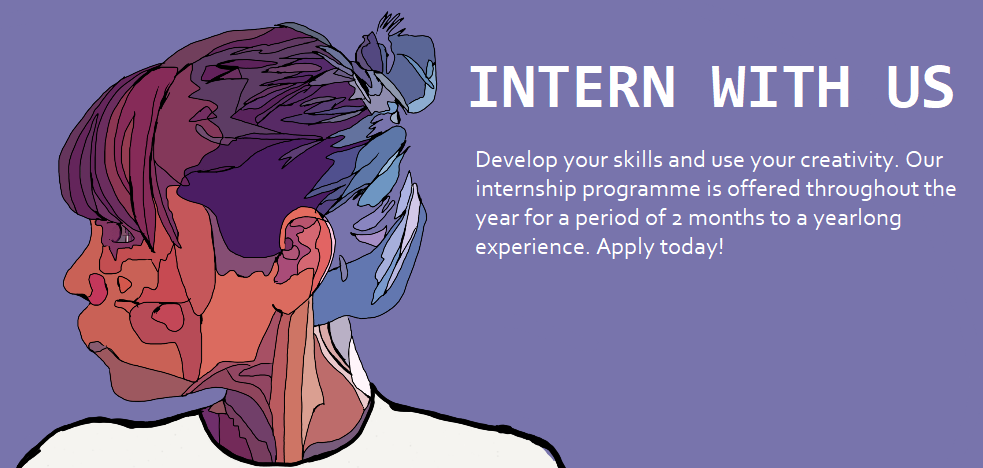 INTERN WITH US
Develop your skills and use your creativity. Our
internship programme is offered throughout the
year for a period of 2 months to a yearlong
experience. Apply today!